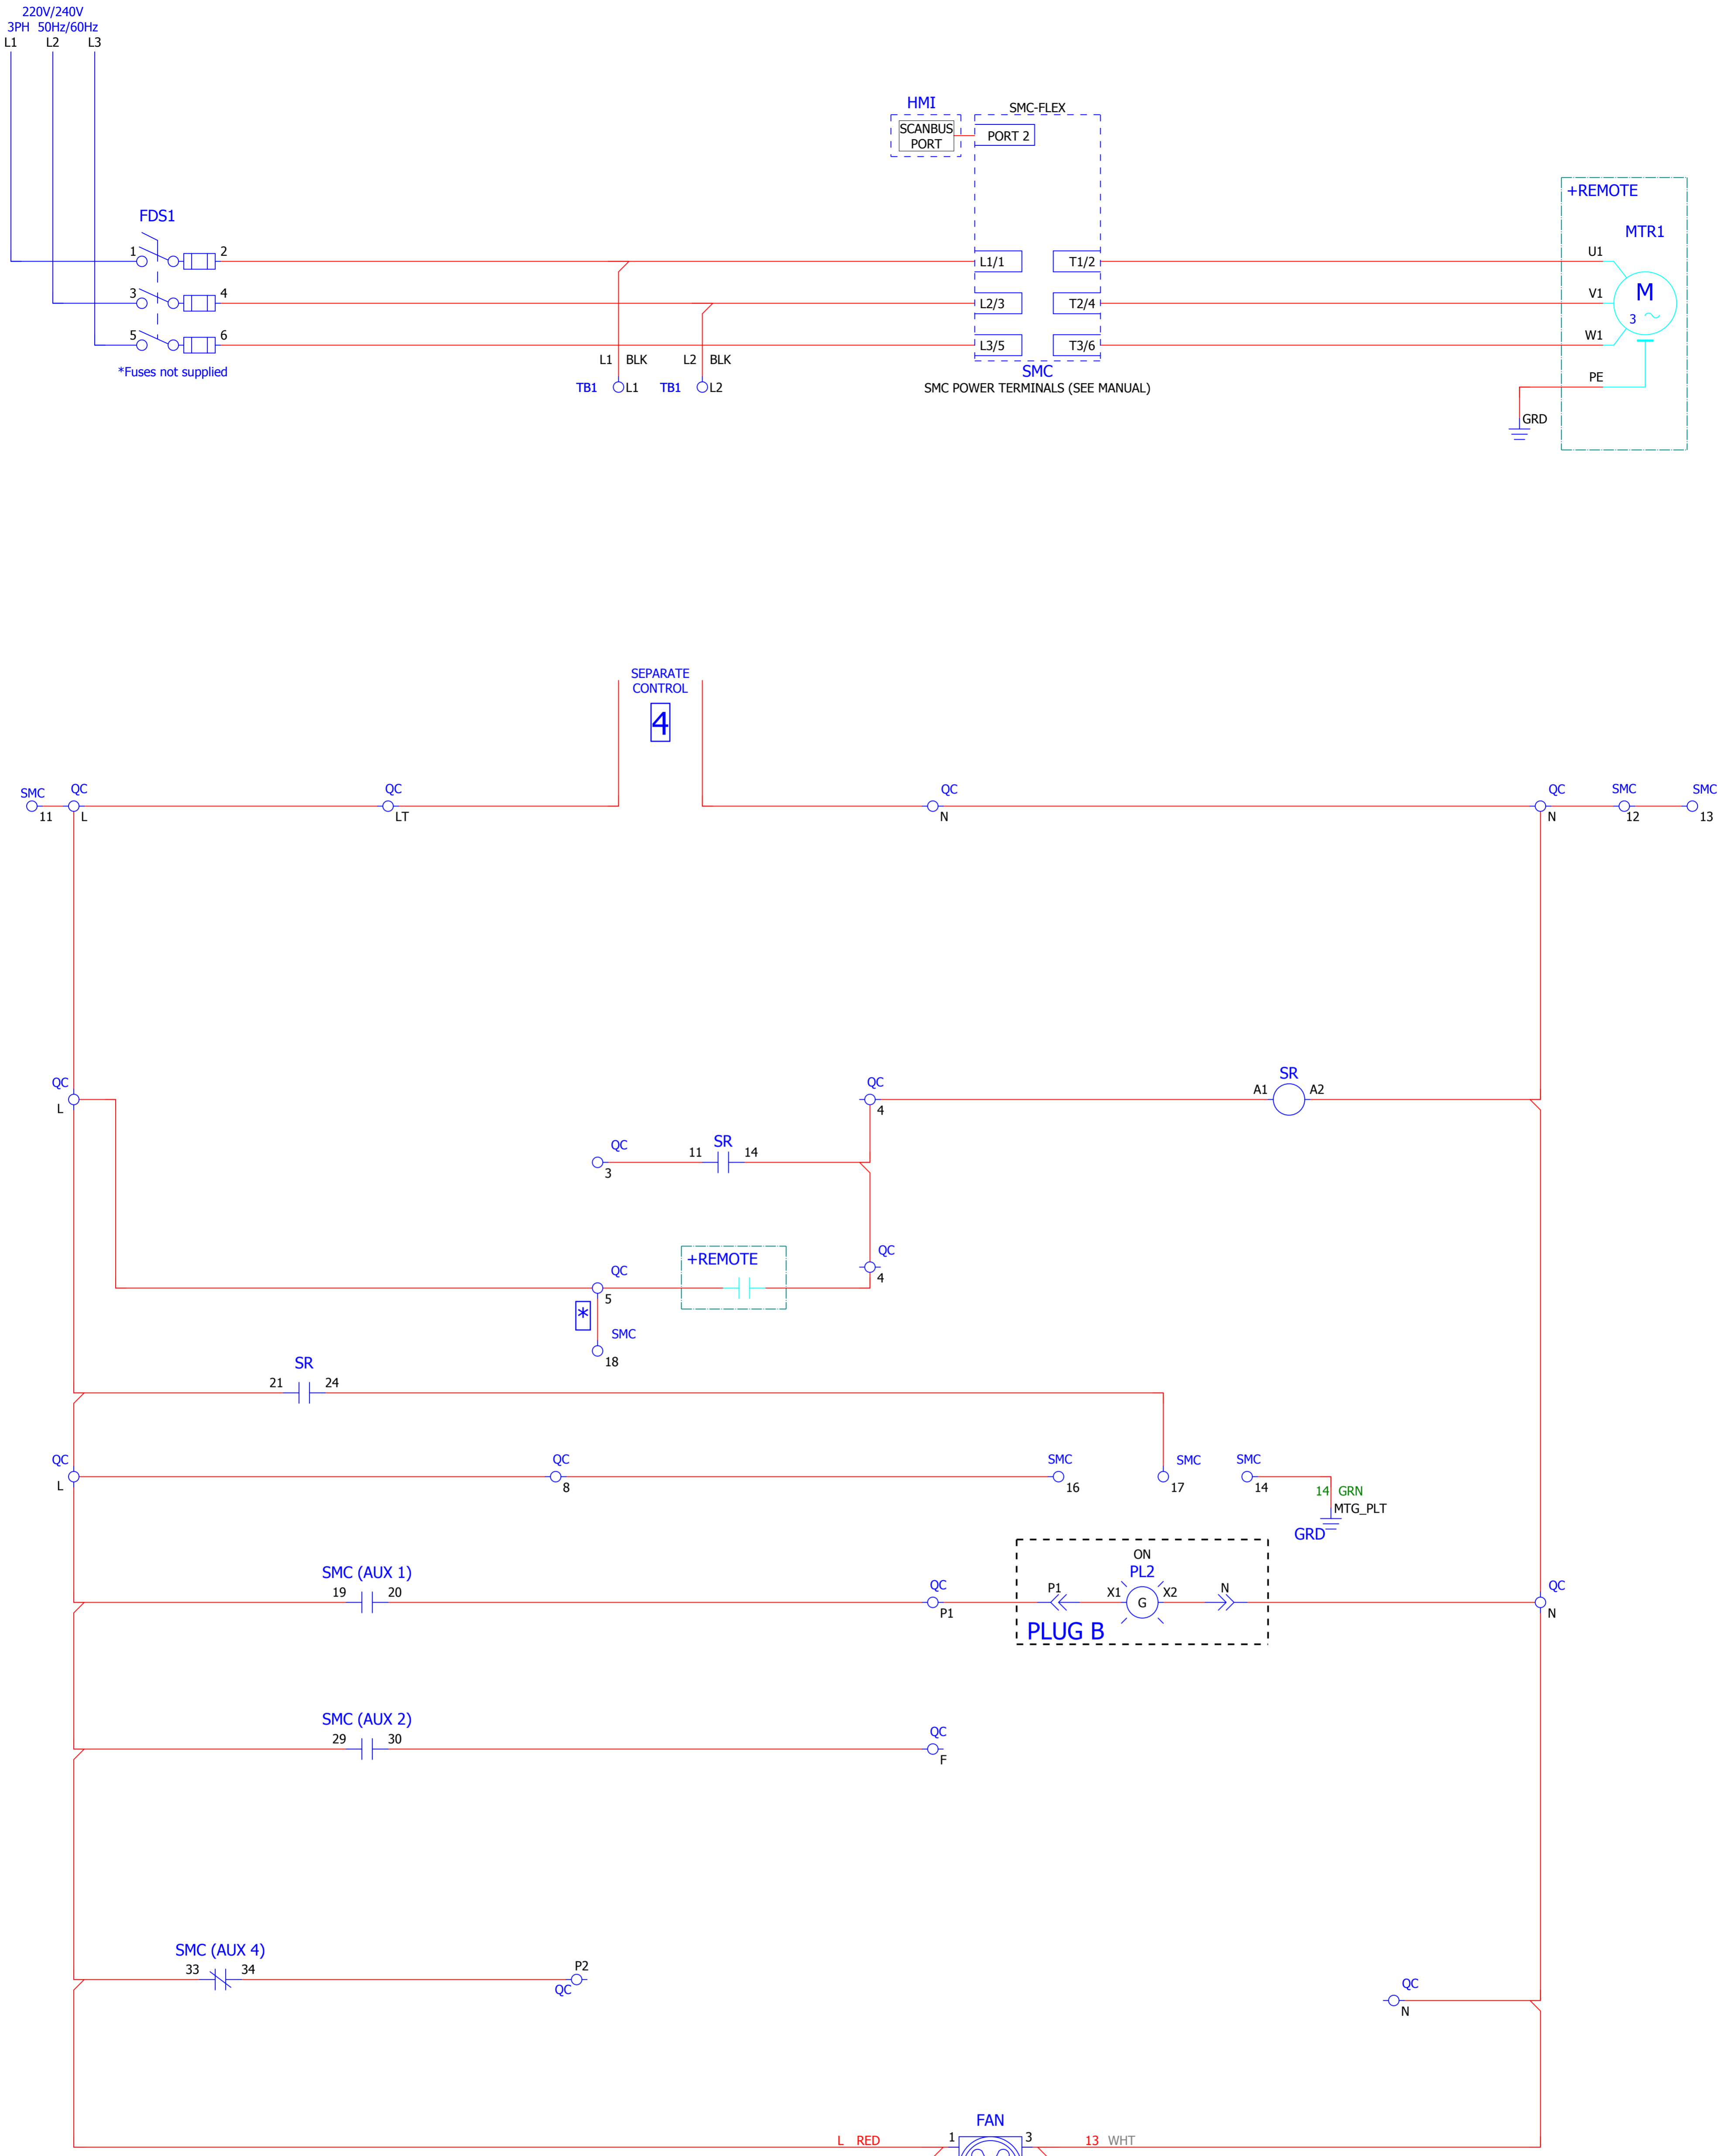 220V/240V
3PH 50Hz/60Hz
L1 L2 L3
HMI
SMC-FLEX
SCANBUS
PORT
PORT 2
+REMOTE
FDS1
MTR1
1 2
L1/1 T1/2
U1
3 4
L2/3 T2/4
V1
M
3
5 6
L3/5 T3/6
W1
*Fuses not supplied
L1 BLK L2 BLK
SMC
PE
TB1 L1 TB1 L2
SMC POWER TERMINALS (SEE MANUAL)
GRD
SEPARATE
CONTROL
4
SMC QC QC QC QC SMC SMC
11 L LT N N 12 13
QC QC SR
A1 A2
L 4
QC SR
11 14
3
QC
+REMOTE
4
QC
5
*
SMC
18
SR
21 24
QC QC SMC SMC SMC
L 8 16 17 14
14 GRN
MTG_PLT
GRD
ON
SMC (AUX 1)
PL2
19 20
QC P1 X1 X2 N QC
G
P1 N
PLUG B
SMC (AUX 2)
29 30
QC
F
SMC (AUX 4)
33 34
P2
QC
QC
N
FAN
L RED 1 3 13 WHT